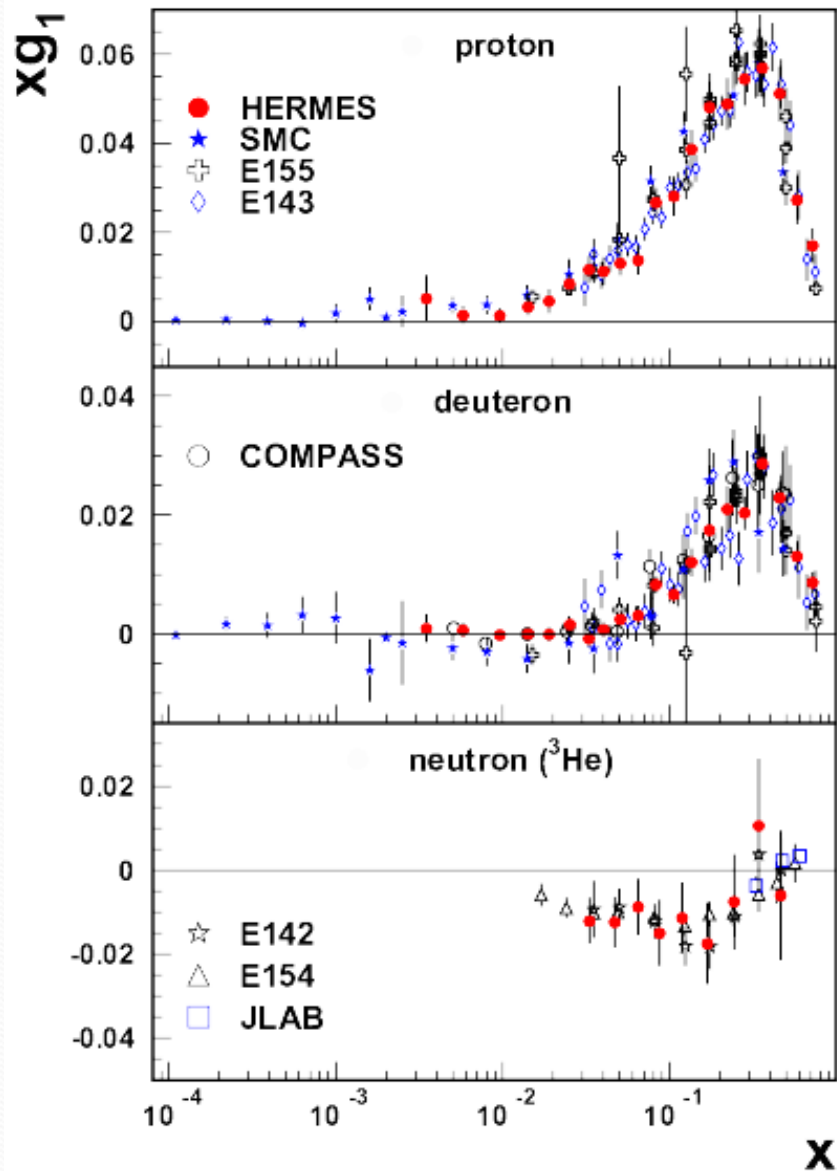 xg₁
proton
0.06
HERMES
SMC
0.04
E155
E143
0.02
0
deuteron
0.04
COMPASS
0.02
0
neutron (³He)
0.02
0
E142
-0.02
E154
JLAB
-0.04
10⁻⁴ 10⁻³ 10⁻² 10⁻¹
x